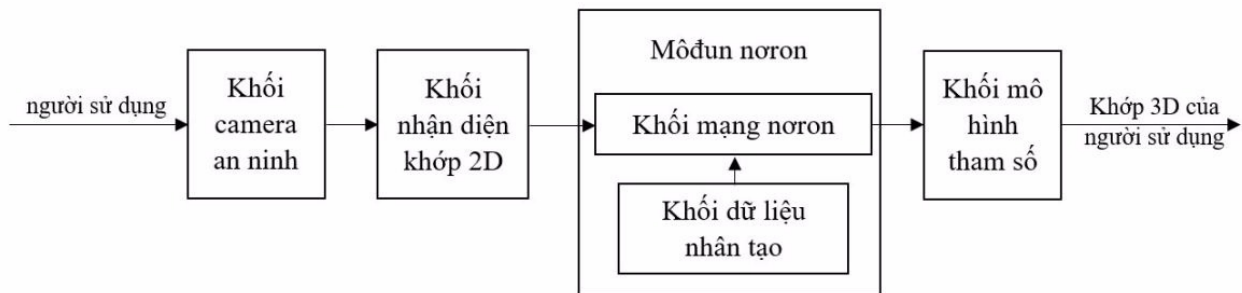 người sử dụng
Khối
camera
an ninh
Khối
nhận diện
khớp 2D
Môđun nơron
Khối mạng nơron
Khối dữ liệu
nhân tạo
Khối mô
hình
tham số
Khớp 3D của
người sử dụng